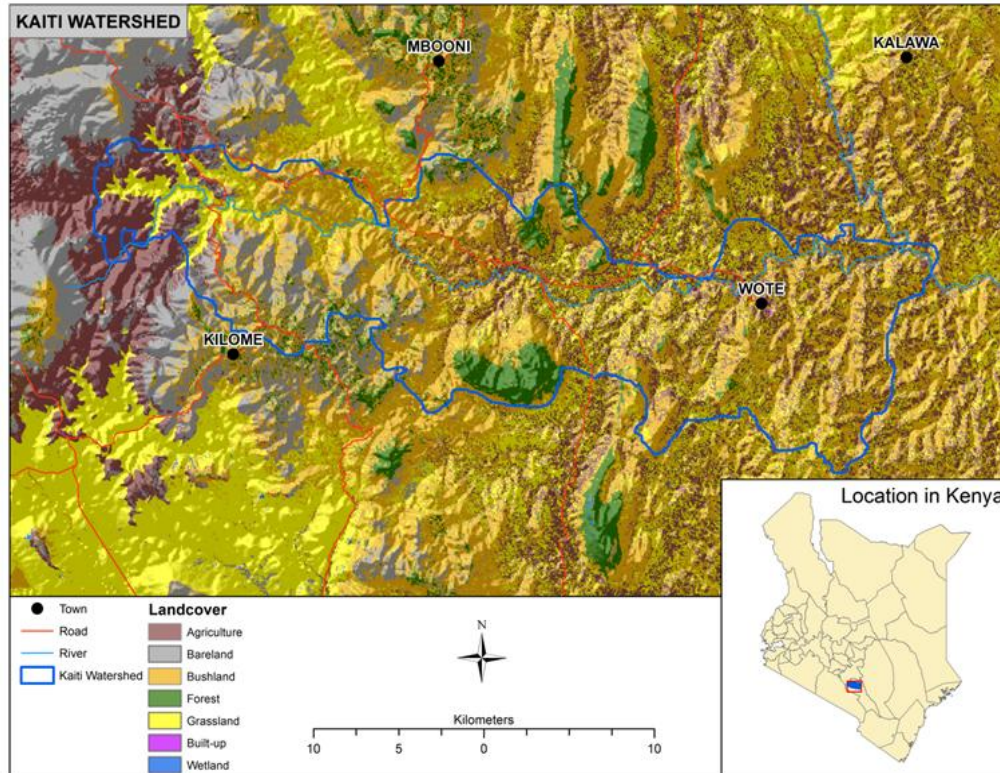 KAITI WATERSHED
MBOONI
KALAWA
WOTE
KILOME
Town
Road
River
Kaiti Watershed
Landcover
Agriculture
Bareland
Bushland
Forest
Grassland
Built-up
Wetland
N
Kilometers
10 5 0 10
Location in Kenya